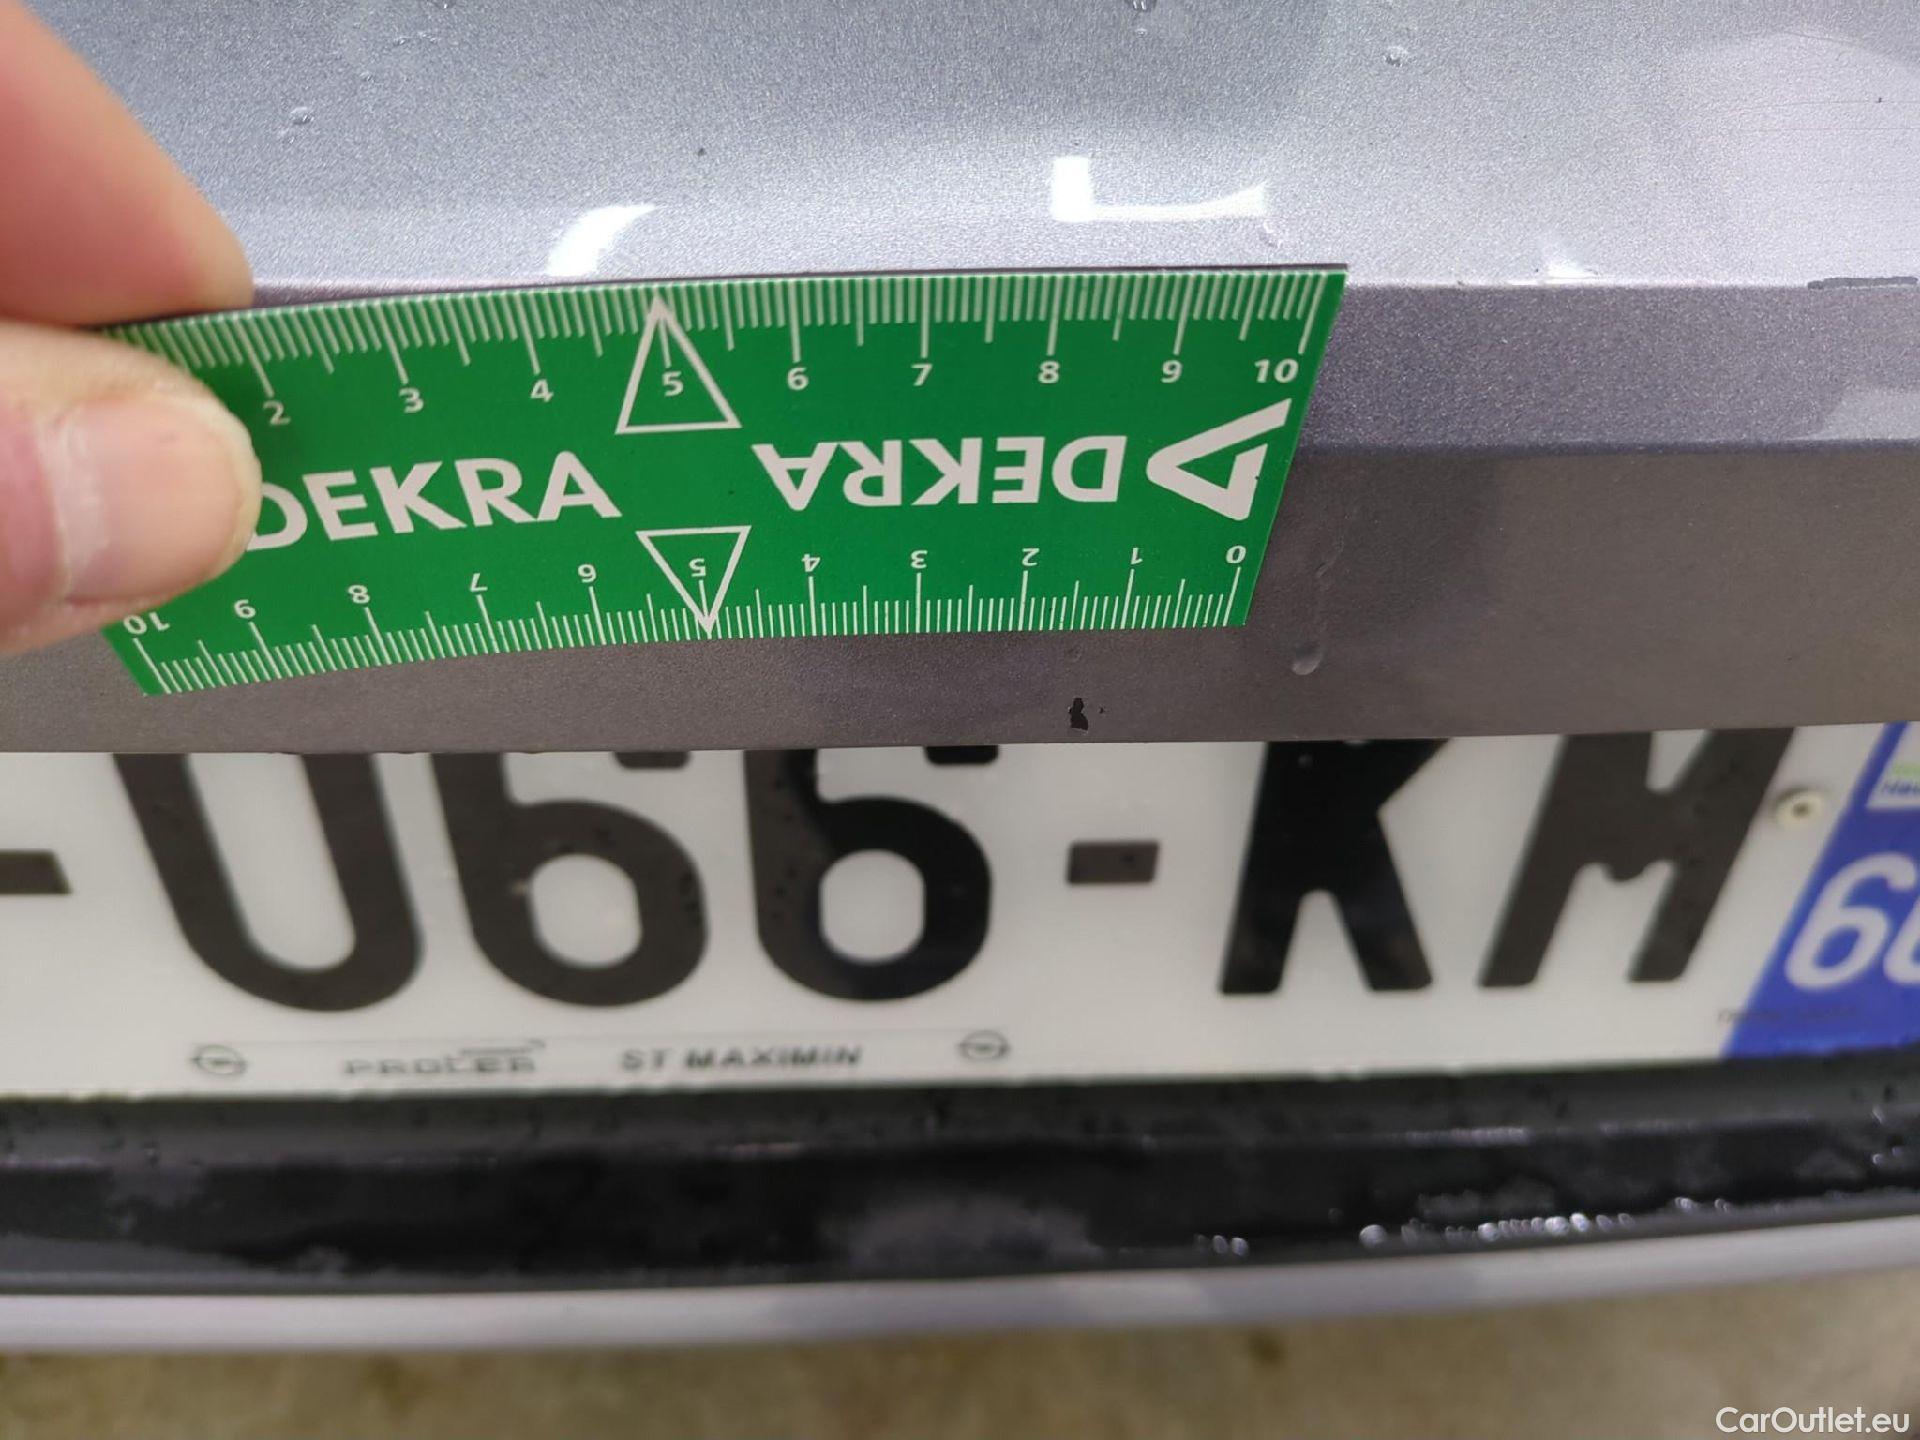 2 3 4 5 6 7 8 9 10
DEKRA DEKRA
10 9 8 7 6 5 4 3 2 1 0
-066-KM
66
PROLER ST MAXIMIN
CarOutlet.eu